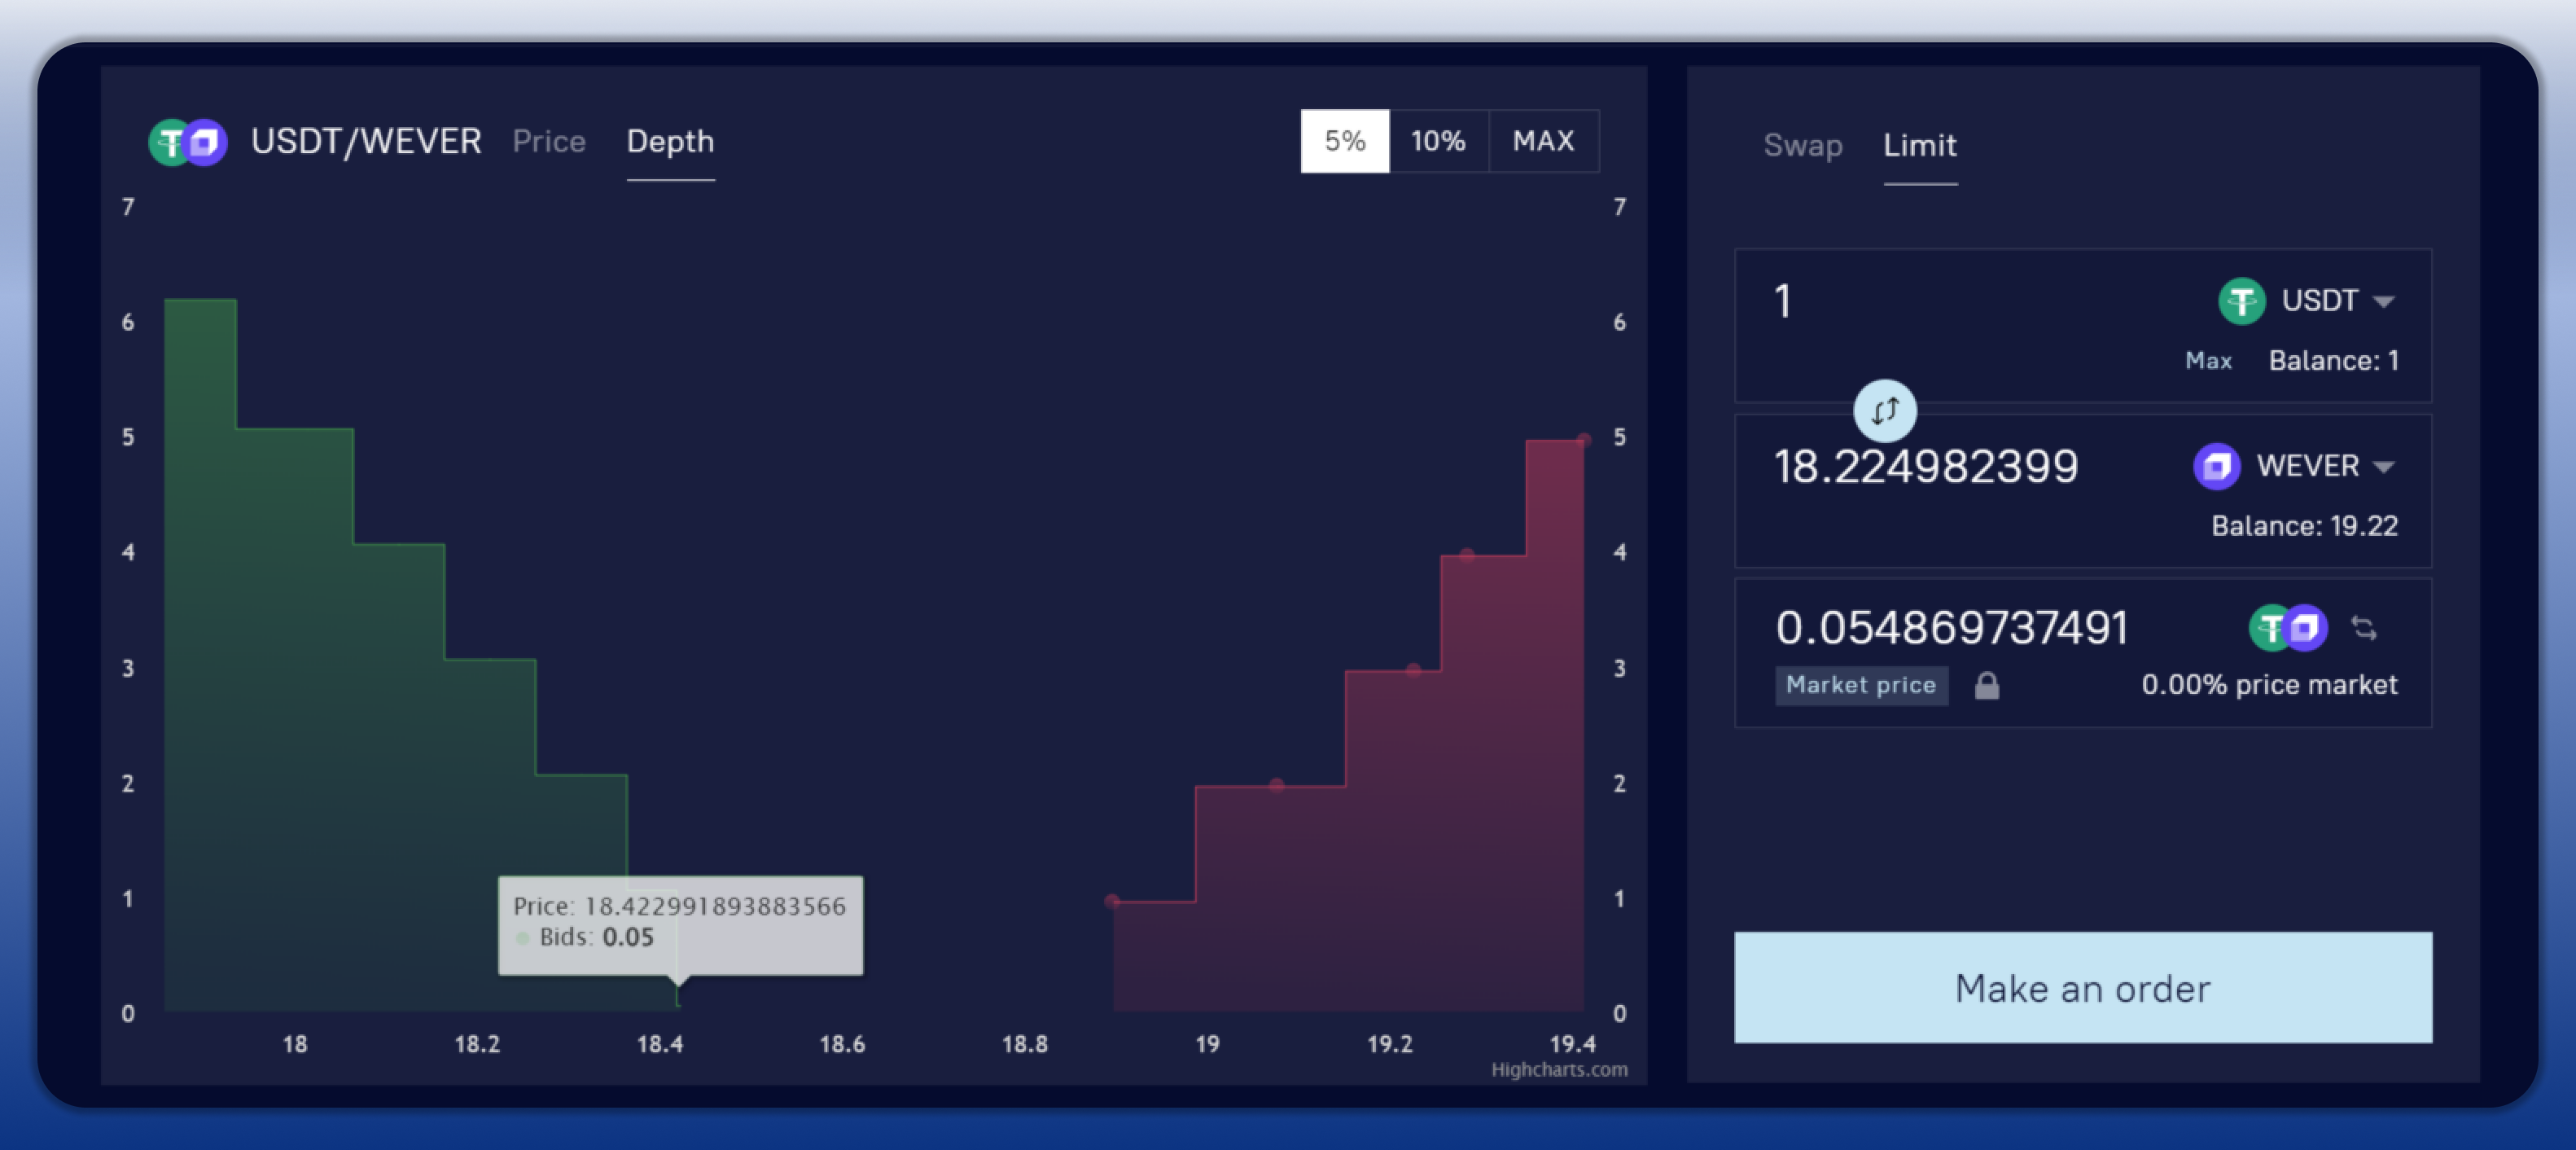 USDT/WEVER Price Depth
5% 10% MAX
7
6
5
4
3
2
1
0
Price: 18.422991893883566
Bids: 0.05
18 18.2 18.4 18.6 18.8 19 19.2 19.4
7
6
5
4
3
2
1
0
Highcharts.com
Swap Limit
1 USDT
Max Balance: 1
18.224982399 WEVER
Balance: 19.22
0.054869737491
Market price 0.00% price market
Make an order